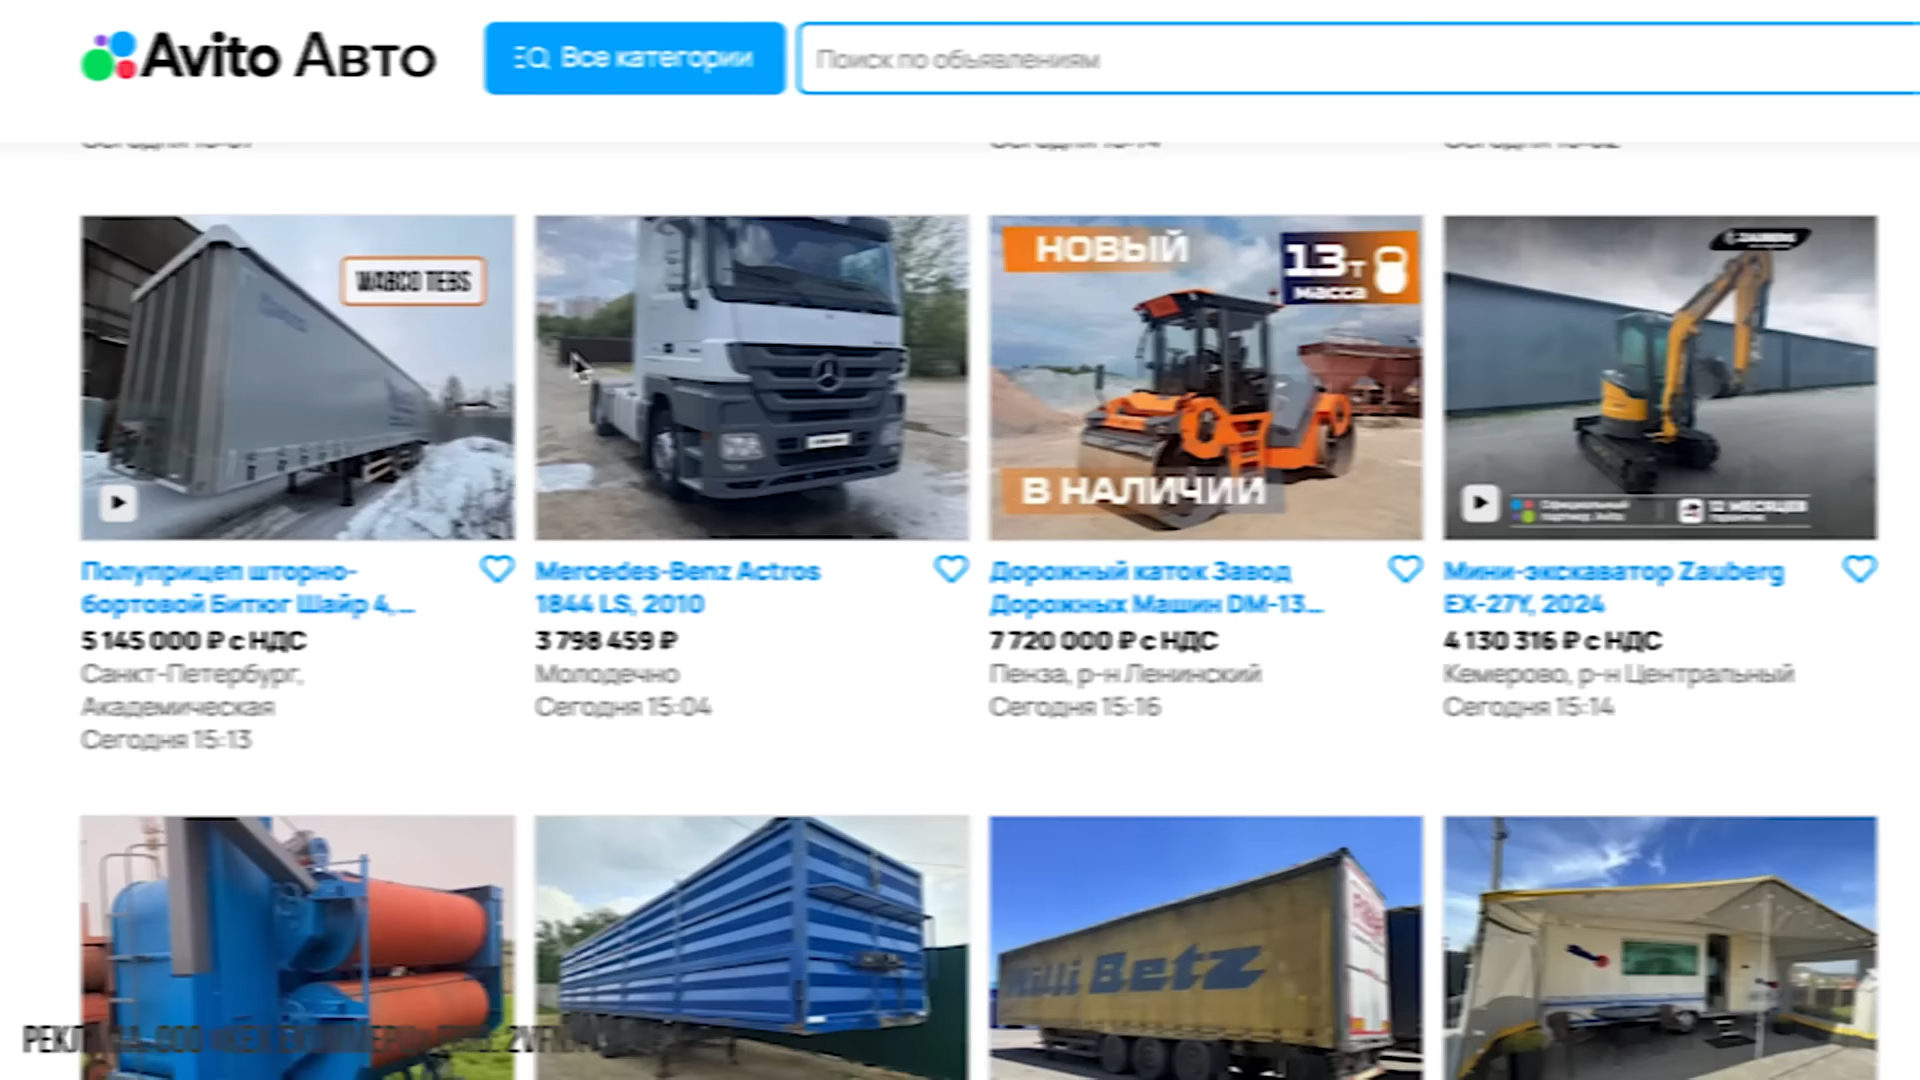 Avito Авто
Все категории
Поиск по объявлениям
WABCO TEBS
НОВЫЙ
13т
масса
В НАЛИЧИИ
12 МЕСЯЦЕВ
Полуприцеп шторно-
бортовой Битюг Шайр 4,...
5 145 000 ₽ с НДС
Санкт-Петербург,
Академическая
Сегодня 15:13
Mercedes-Benz Actros
1844 LS, 2010
3 798 459 ₽
Молодечно
Сегодня 15:04
Дорожный каток Завод
Дорожных Машин DM-13...
7 720 000 ₽ с НДС
Пенза, р-н Ленинский
Сегодня 15:16
Мини-экскаватор Zauberg
EX-27Y, 2024
4 130 316 ₽ с НДС
Кемерово, р-н Центральный
Сегодня 15:14
Willi Betz